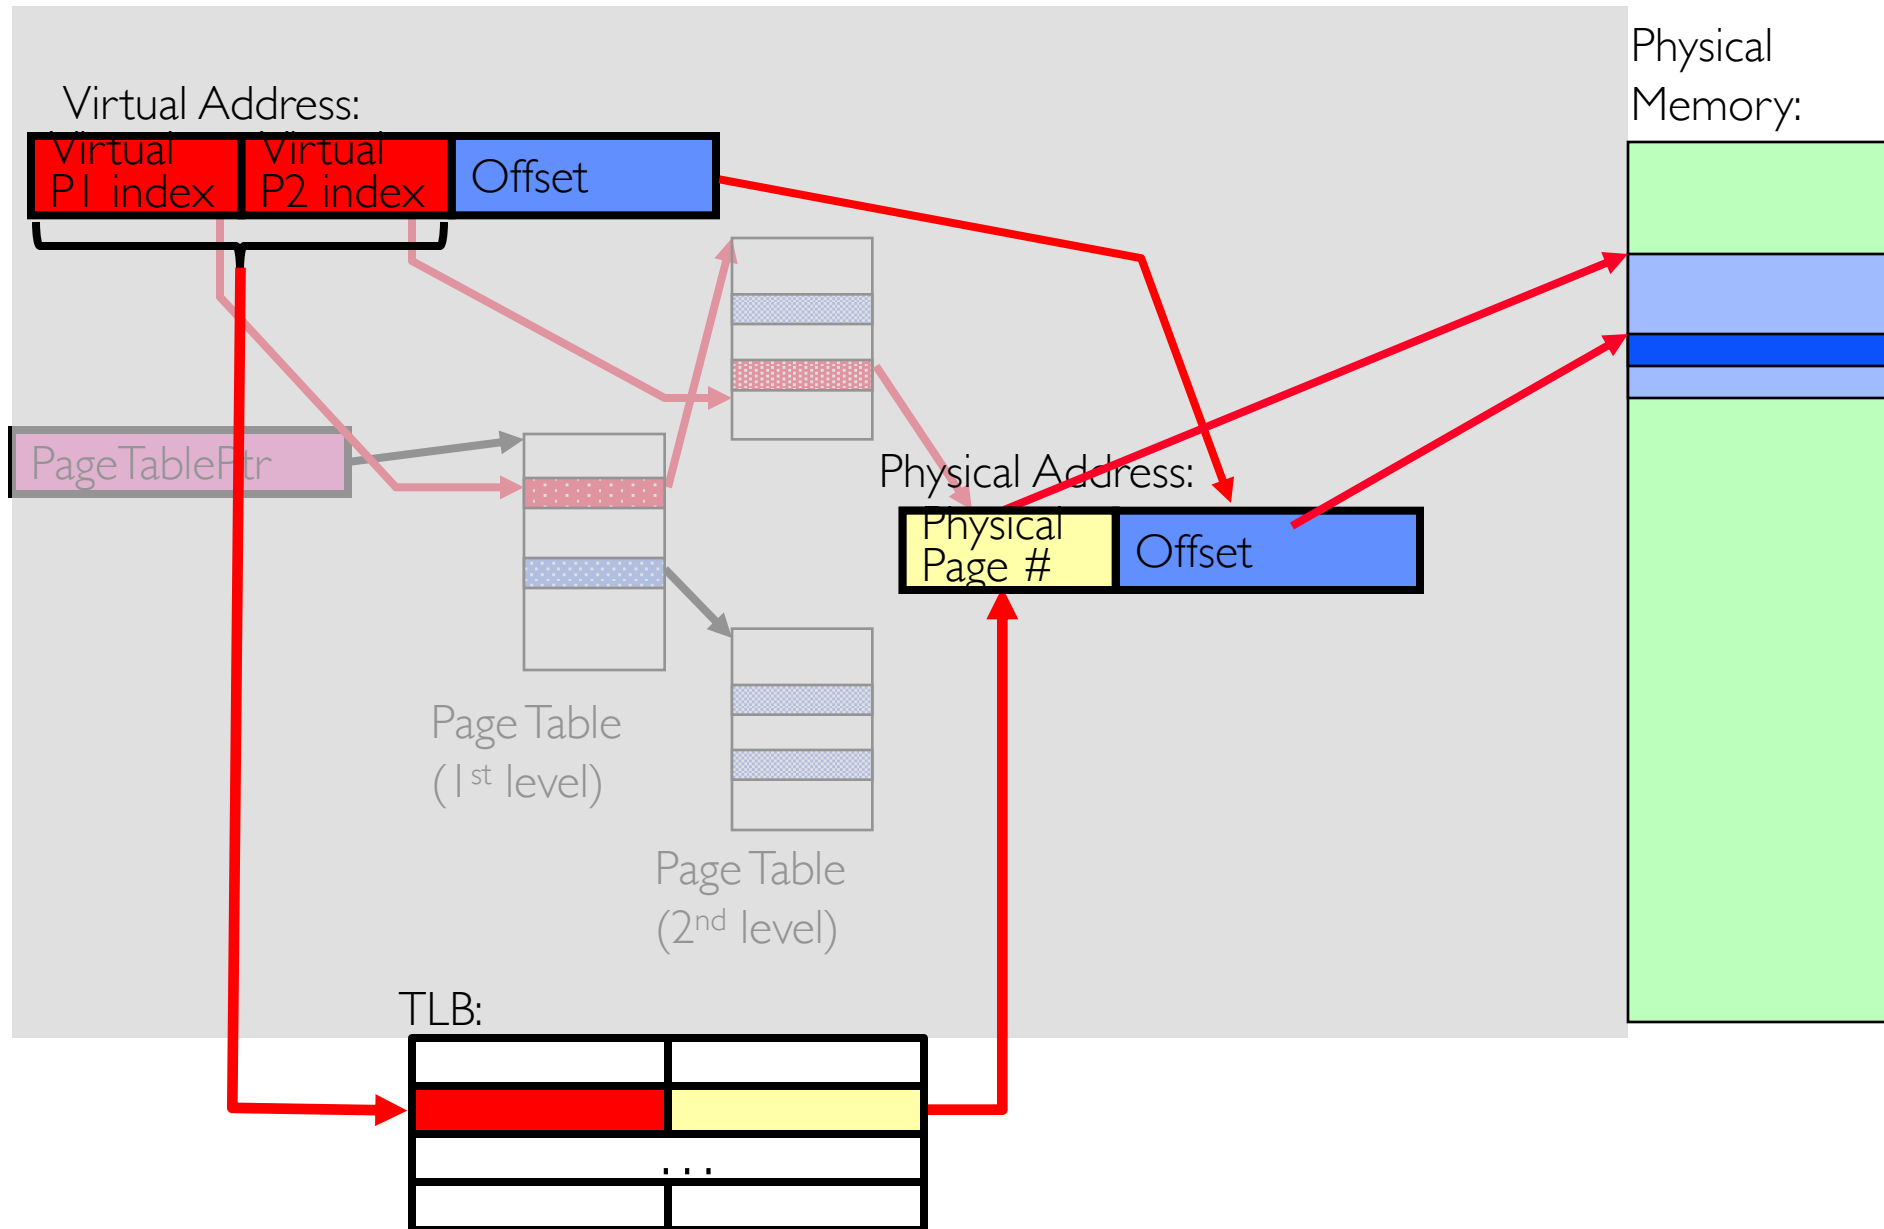 Physical
Memory:
Virtual Address:
Virtual
P1 index
Virtual
P2 index
Offset
PageTablePtr
Physical Address:
Physical
Page #
Offset
Page Table
(1st level)
Page Table
(2nd level)
TLB:
...